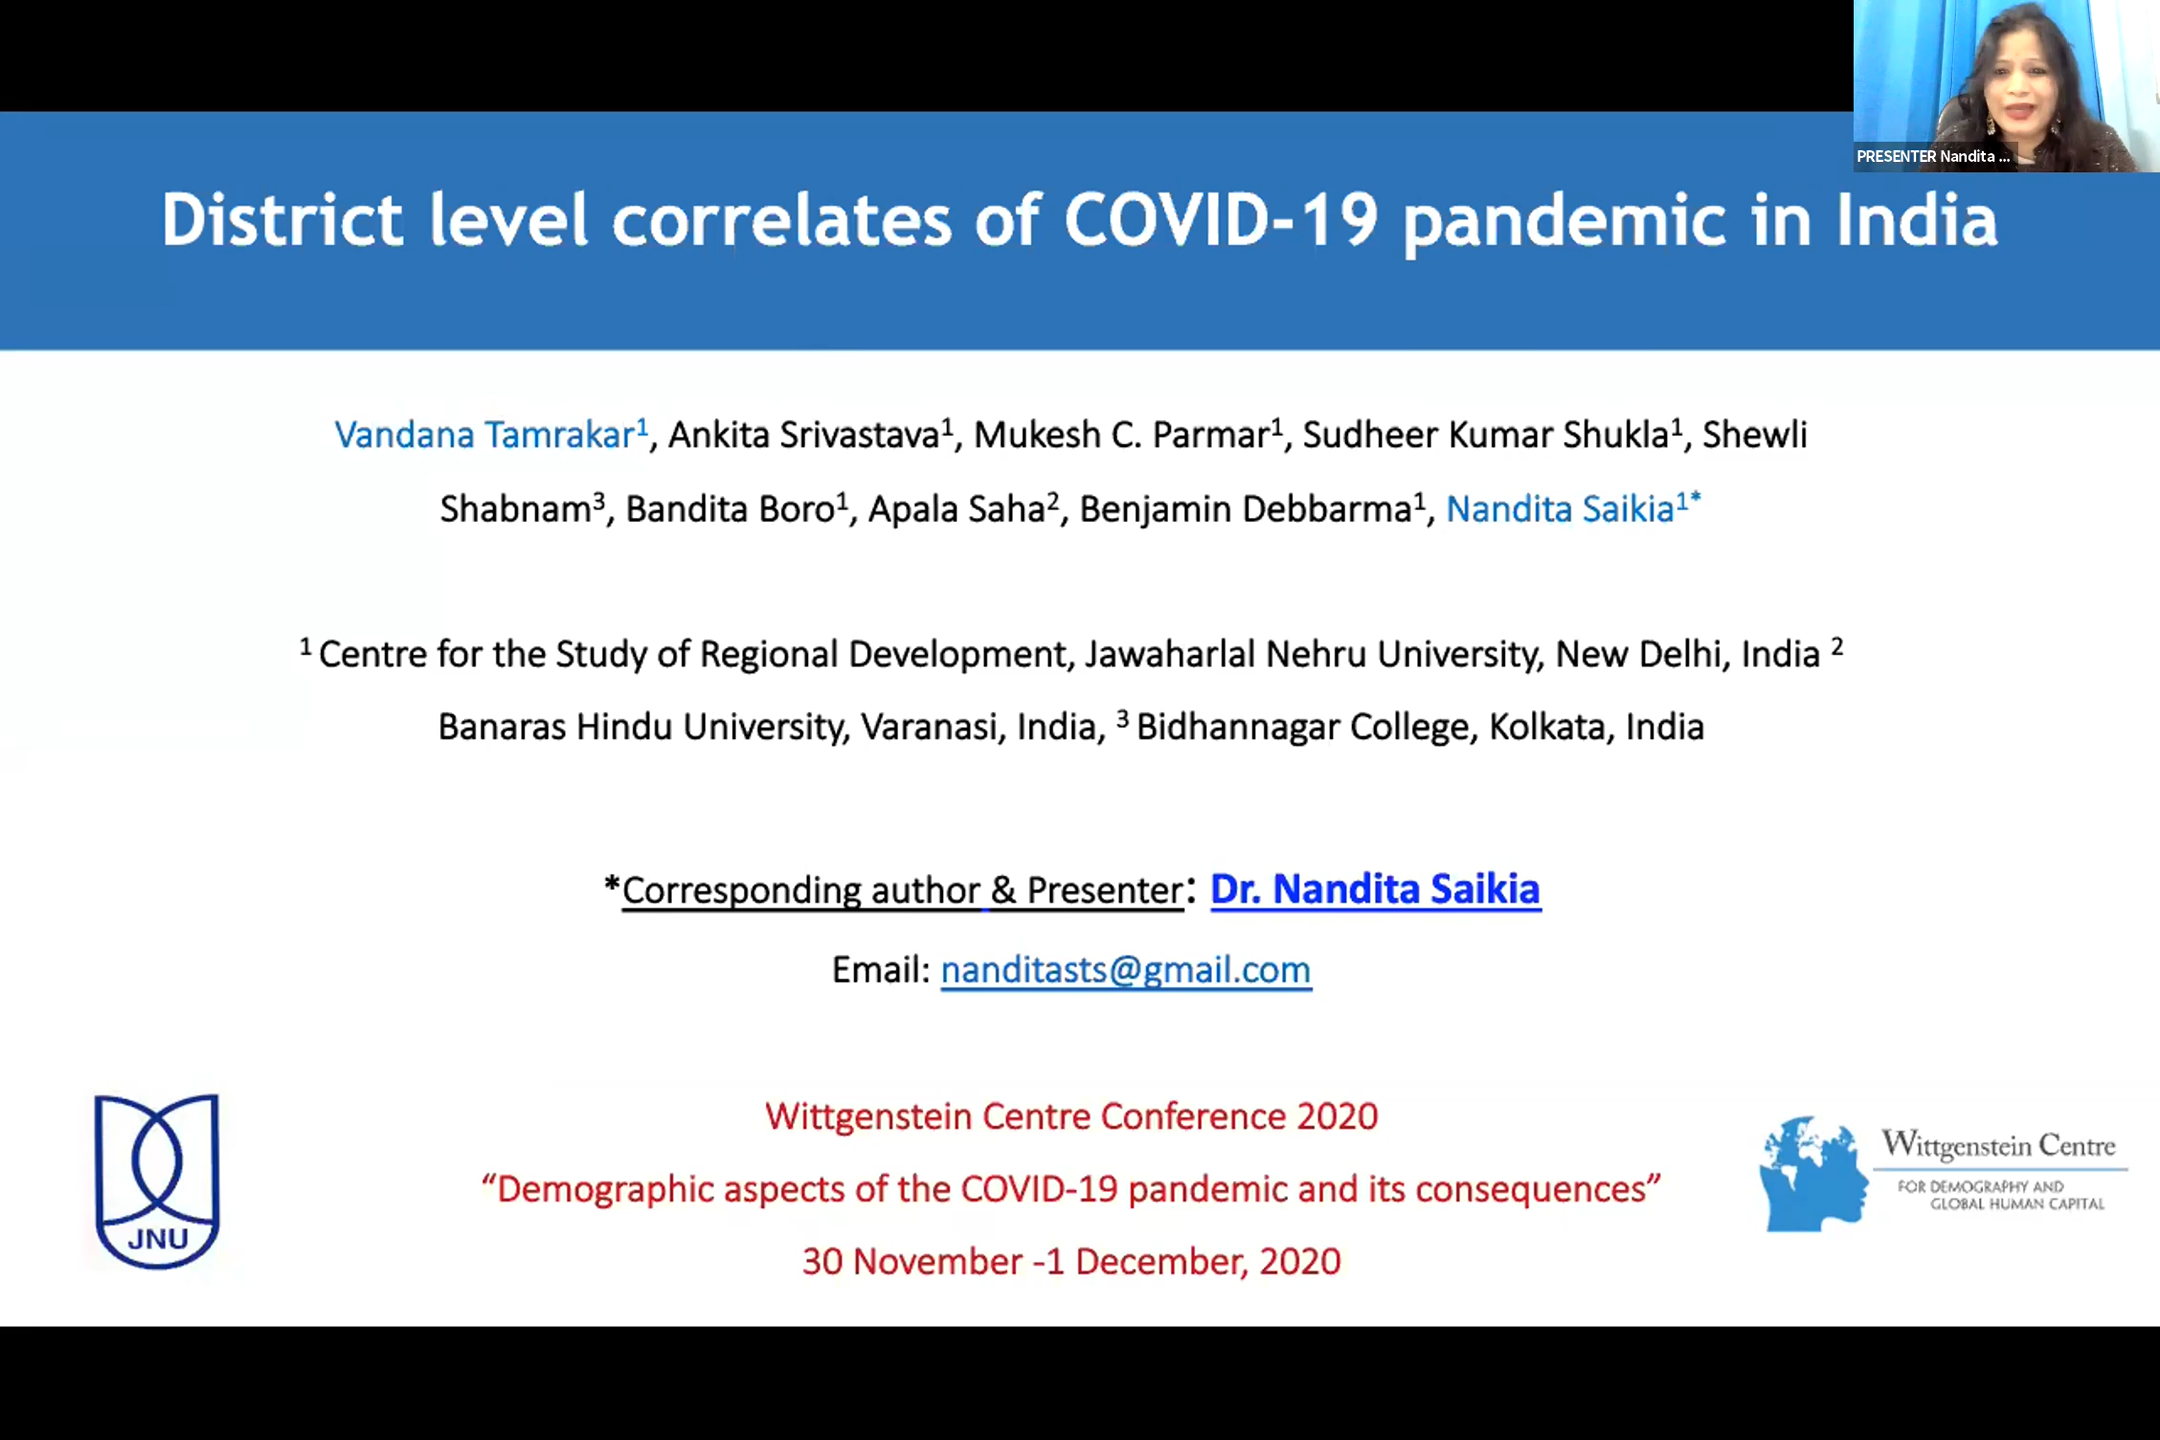 PRESENTER Nandita ...
District level correlates of COVID-19 pandemic in India
Vandana Tamrakar¹, Ankita Srivastava¹, Mukesh C. Parmar¹, Sudheer Kumar Shukla¹, Shewli
Shabnam³, Bandita Boro¹, Apala Saha², Benjamin Debbarma¹, Nandita Saikia¹*
¹ Centre for the Study of Regional Development, Jawaharlal Nehru University, New Delhi, India ²
Banaras Hindu University, Varanasi, India, ³ Bidhannagar College, Kolkata, India
*Corresponding author & Presenter: Dr. Nandita Saikia
Email: nanditasts@gmail.com
Wittgenstein Centre Conference 2020
“Demographic aspects of the COVID-19 pandemic and its consequences”
30 November -1 December, 2020
JNU
Wittgenstein Centre
FOR DEMOGRAPHY AND
GLOBAL HUMAN CAPITAL